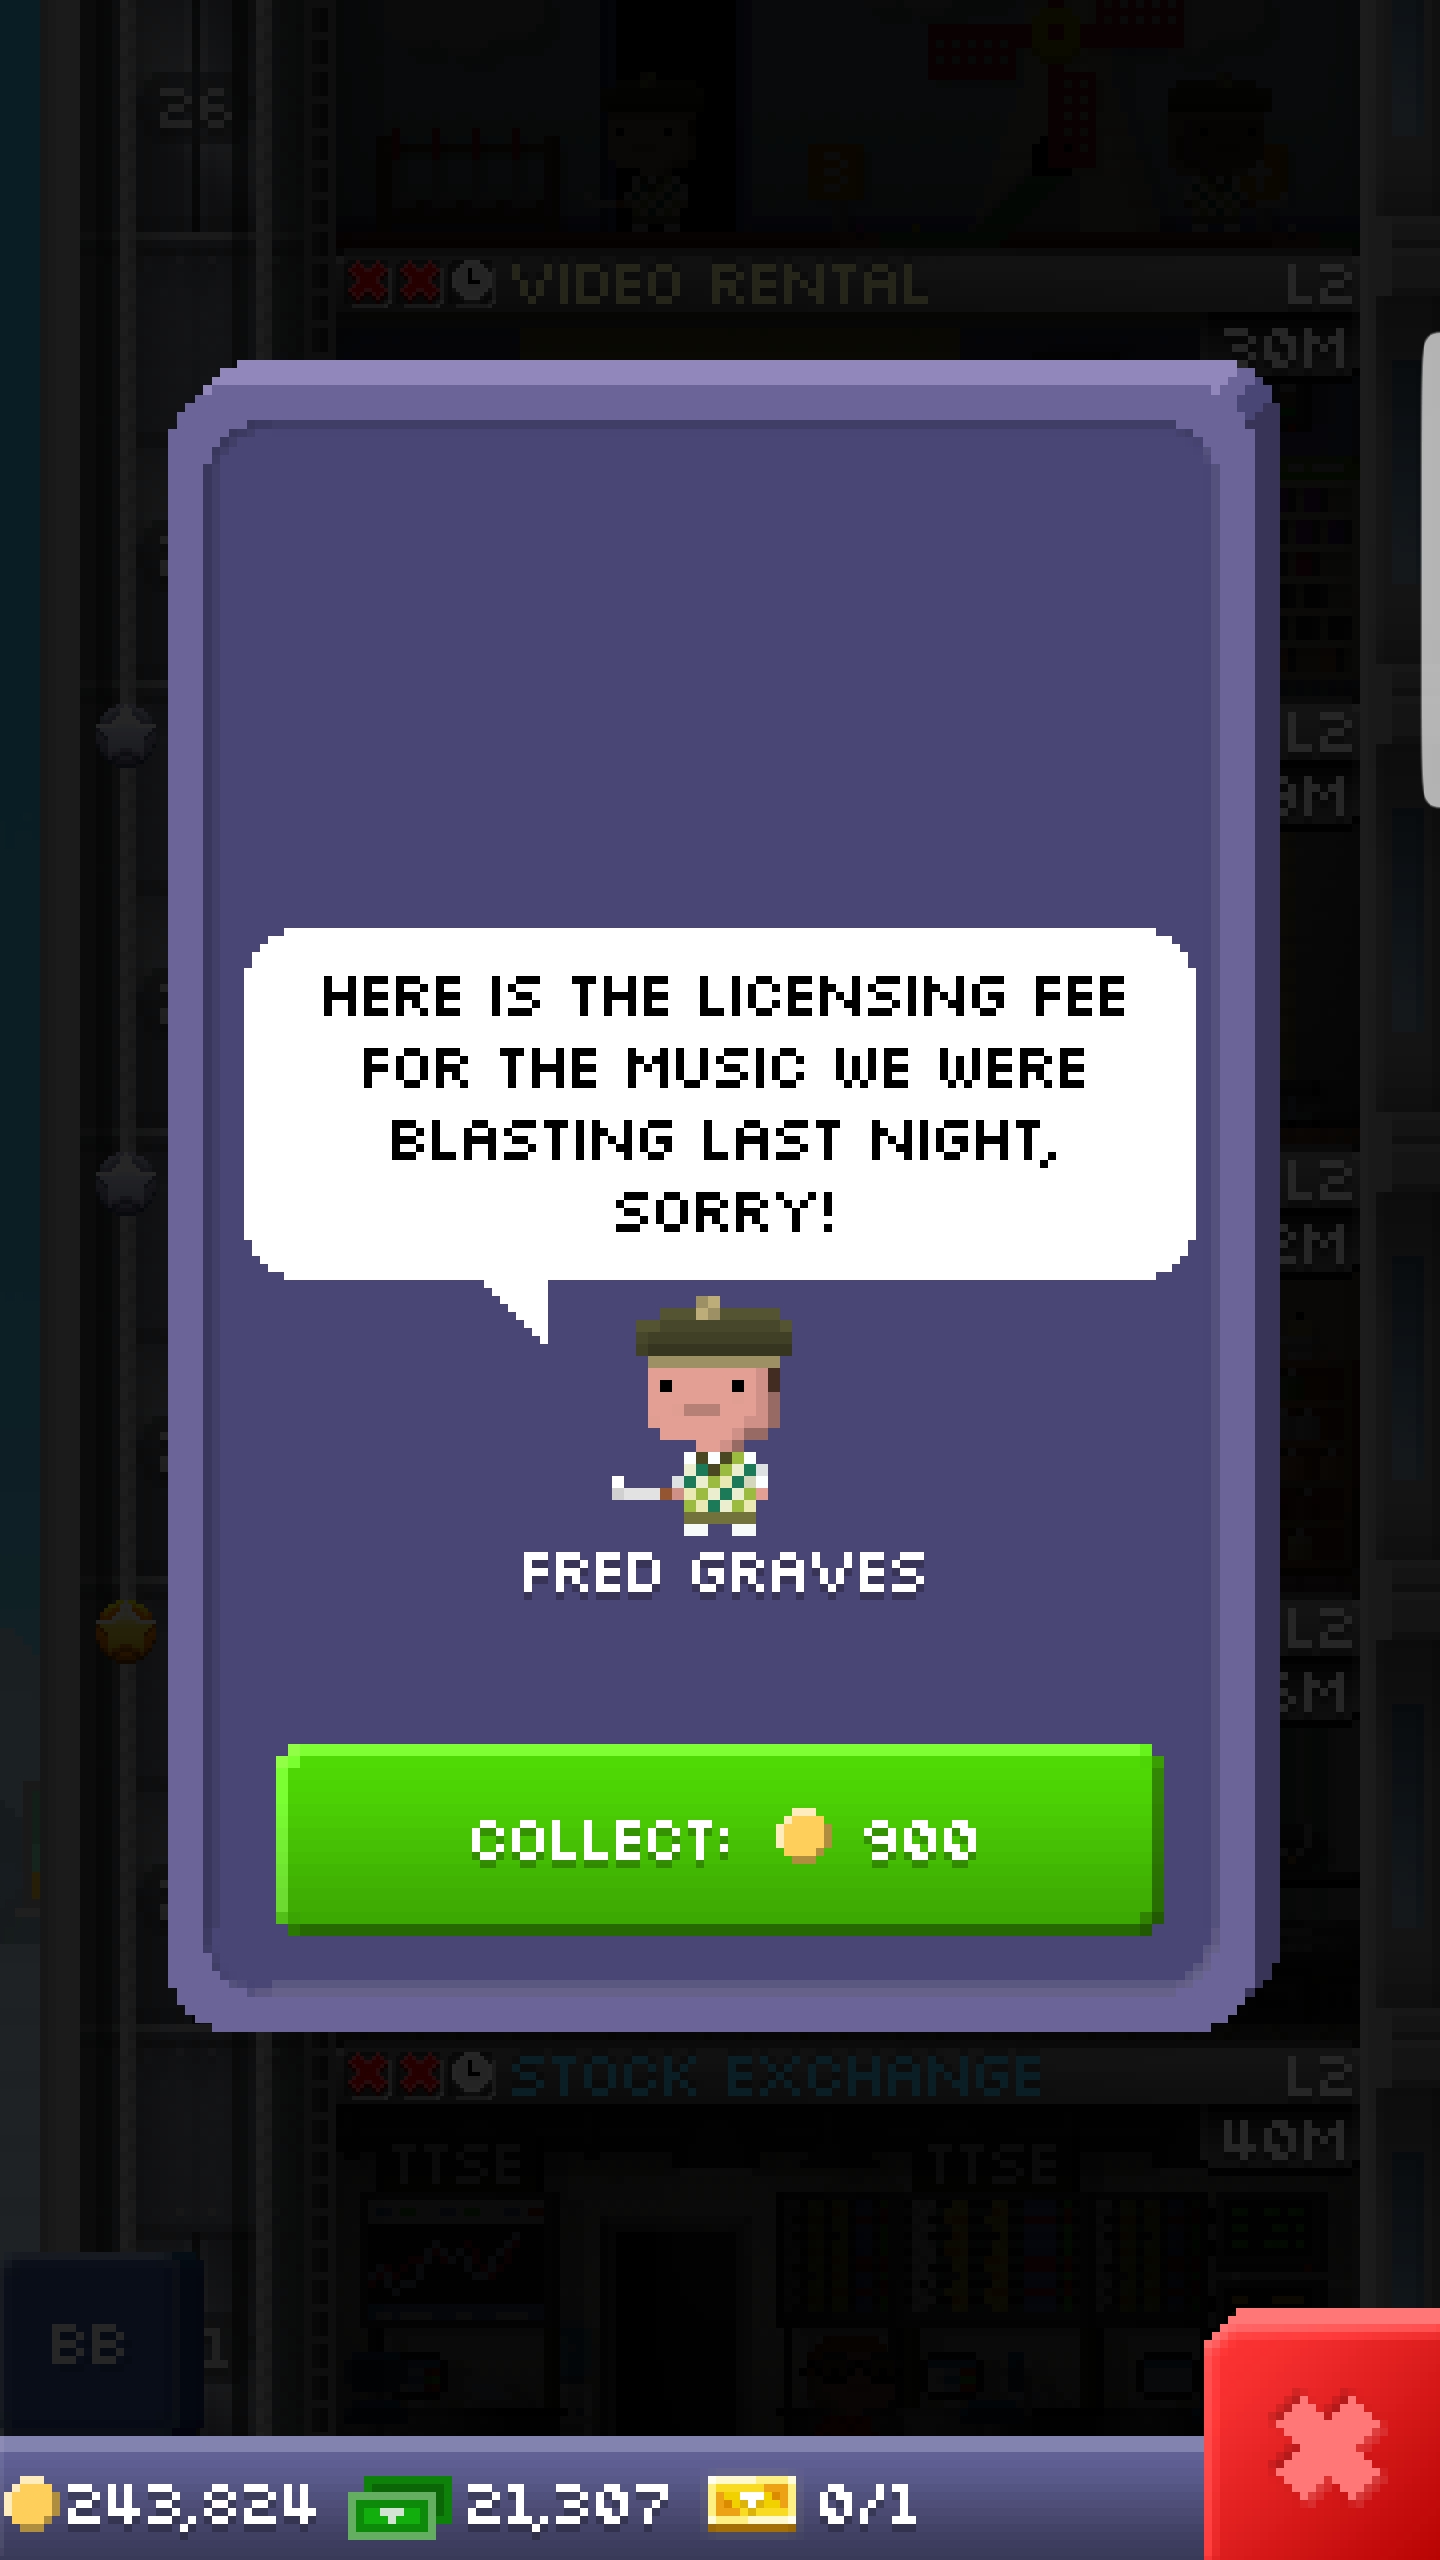 26
VIDEO RENTAL L2
30M
L2
9M
HERE IS THE LICENSING FEE
FOR THE MUSIC WE WERE
BLASTING LAST NIGHT,
SORRY!
L2
2M
FRED GRAVES
L2
COLLECT: 900
STOCK EXCHANGE L2
40M
TTSE TTSE
BB 1
243,824 21,307 0/1